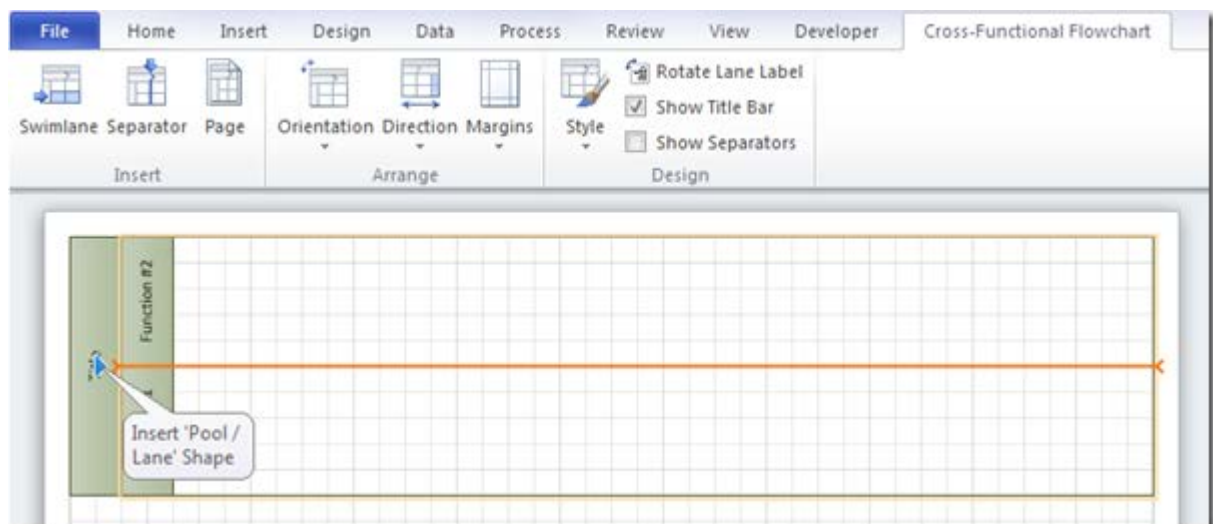 File Home Insert Design Data Process Review View Developer Cross-Functional Flowchart
Swimlane Separator Page
Insert
Orientation Direction Margins
Arrange
Style
Rotate Lane Label
Show Title Bar
Show Separators
Design
Function #2
Insert 'Pool /
Lane' Shape